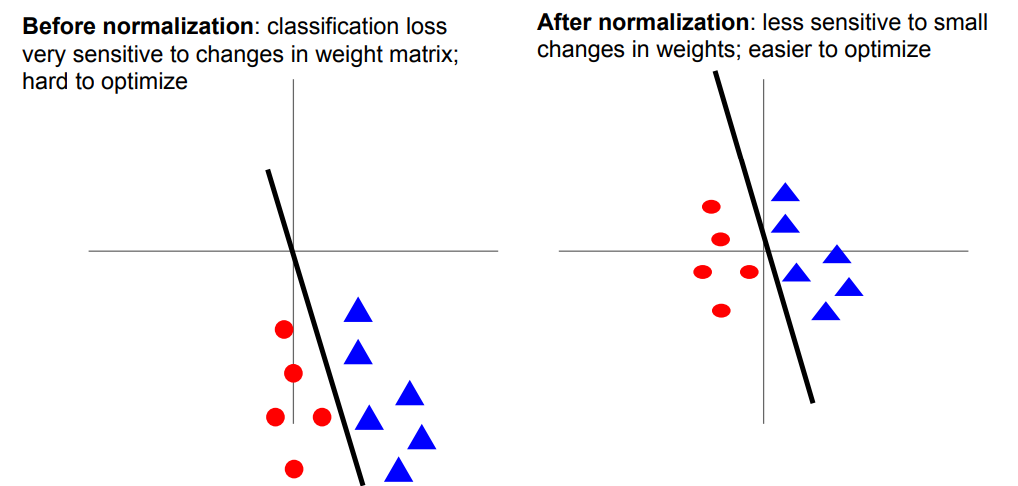 Before normalization: classification loss
very sensitive to changes in weight matrix;
hard to optimize
After normalization: less sensitive to small
changes in weights; easier to optimize